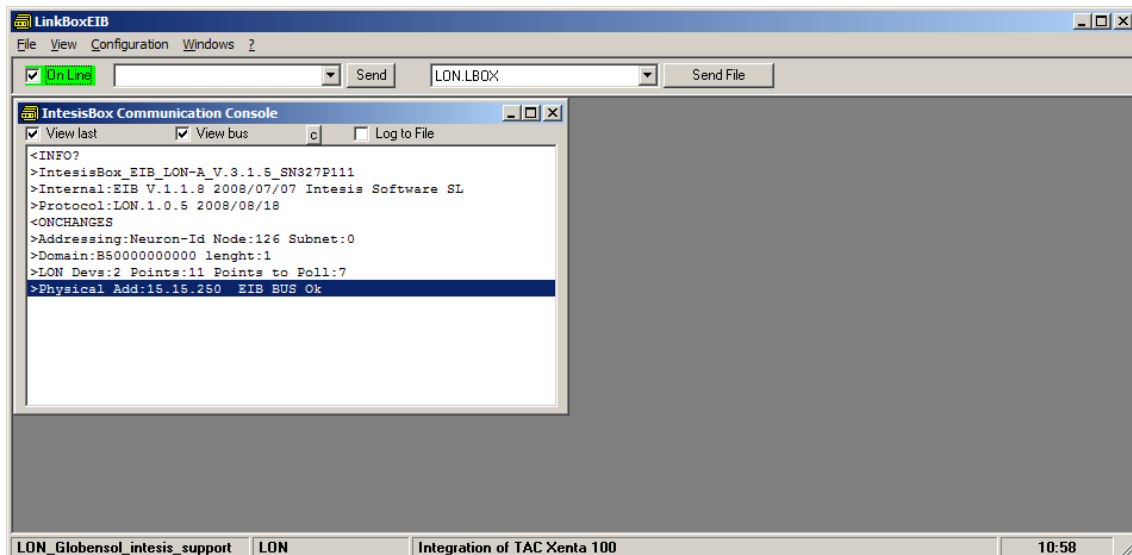 LinkBoxEIB
File View Configuration Windows ?
On Line Send LON.LBOX Send File
IntesisBox Communication Console
View last View bus c Log to File
<INFO?
>IntesisBox_EIB_LON-A_V.3.1.5_SN327P111
>Internal:EIB V.1.1.8 2008/07/07 Intesis Software SL
>Protocol:LON.1.0.5 2008/08/18
<ONCHANGES
>Addressing:Neuron-Id Node:126 Subnet:0
>Domain:B50000000000 lenght:1
>LON Devs:2 Points:11 Points to Poll:7
>Physical Add:15.15.250  EIB BUS Ok
LON_Globensol_intesis_support LON Integration of TAC Xenta 100 10:58